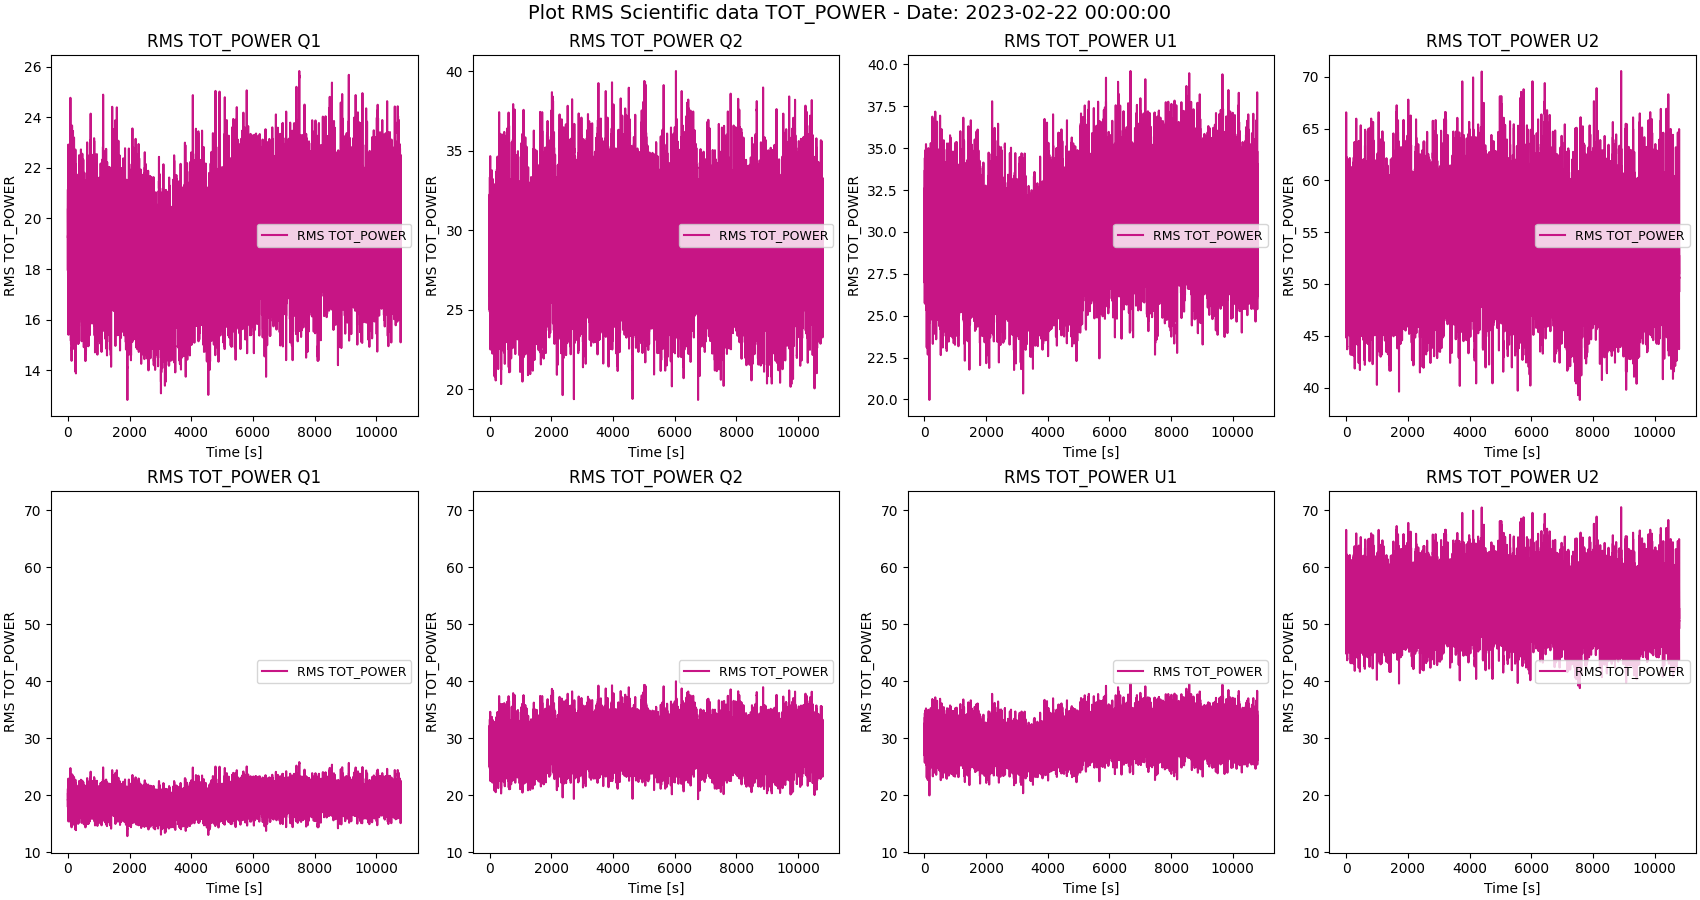 Plot RMS Scientific data TOT_POWER - Date: 2023-02-22 00:00:00
RMS TOT_POWER Q1
RMS TOT_POWER
26
24
22
20
18
16
14
RMS TOT_POWER
0 2000 4000 6000 8000 10000
Time [s]
RMS TOT_POWER Q2
RMS TOT_POWER
40
35
30
25
20
RMS TOT_POWER
0 2000 4000 6000 8000 10000
Time [s]
RMS TOT_POWER U1
RMS TOT_POWER
40.0
37.5
35.0
32.5
30.0
27.5
25.0
22.5
20.0
RMS TOT_POWER
0 2000 4000 6000 8000 10000
Time [s]
RMS TOT_POWER U2
RMS TOT_POWER
70
65
60
55
50
45
40
RMS TOT_POWER
0 2000 4000 6000 8000 10000
Time [s]
RMS TOT_POWER Q1
RMS TOT_POWER
70
60
50
40
30
20
10
RMS TOT_POWER
0 2000 4000 6000 8000 10000
Time [s]
RMS TOT_POWER Q2
RMS TOT_POWER
70
60
50
40
30
20
10
RMS TOT_POWER
0 2000 4000 6000 8000 10000
Time [s]
RMS TOT_POWER U1
RMS TOT_POWER
70
60
50
40
30
20
10
RMS TOT_POWER
0 2000 4000 6000 8000 10000
Time [s]
RMS TOT_POWER U2
RMS TOT_POWER
70
60
50
40
30
20
10
RMS TOT_POWER
0 2000 4000 6000 8000 10000
Time [s]